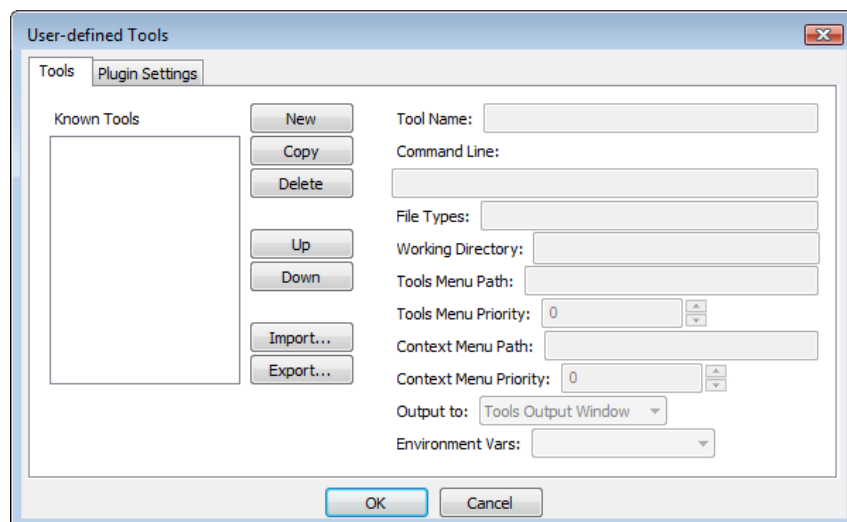 User-defined Tools
Tools
Plugin Settings
Known Tools
New
Copy
Delete
Up
Down
Import...
Export...
Tool Name:
Command Line:
File Types:
Working Directory:
Tools Menu Path:
Tools Menu Priority: 0
Context Menu Path:
Context Menu Priority: 0
Output to: Tools Output Window
Environment Vars:
OK
Cancel